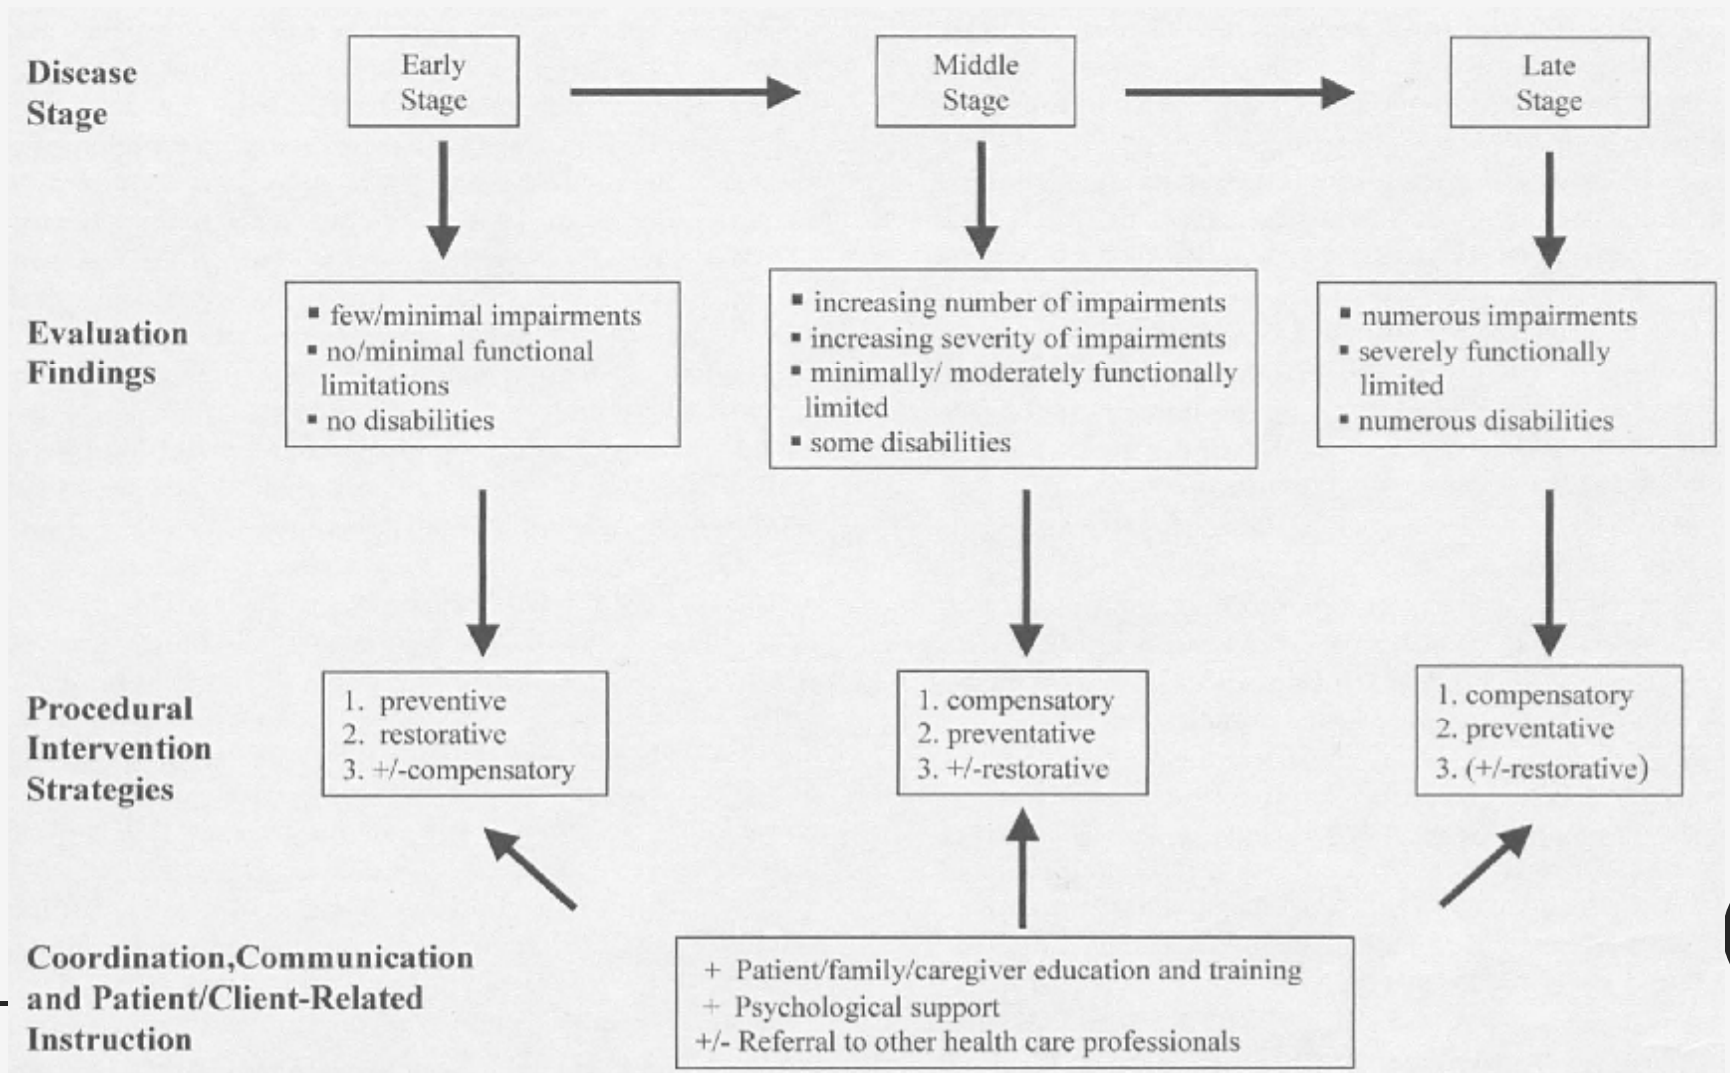 Disease
Stage
Early
Stage
Middle
Stage
Late
Stage
Evaluation
Findings
▪ few/minimal impairments
▪ no/minimal functional
limitations
▪ no disabilities
▪ increasing number of impairments
▪ increasing severity of impairments
▪ minimally/ moderately functionally
limited
▪ some disabilities
▪ numerous impairments
▪ severely functionally
limited
▪ numerous disabilities
Procedural
Intervention
Strategies
1. preventive
2. restorative
3. +/-compensatory
1. compensatory
2. preventative
3. +/-restorative
1. compensatory
2. preventative
3. (+/-restorative)
Coordination,Communication
and Patient/Client-Related
Instruction
+ Patient/family/caregiver education and training
+ Psychological support
+/- Referral to other health care professionals